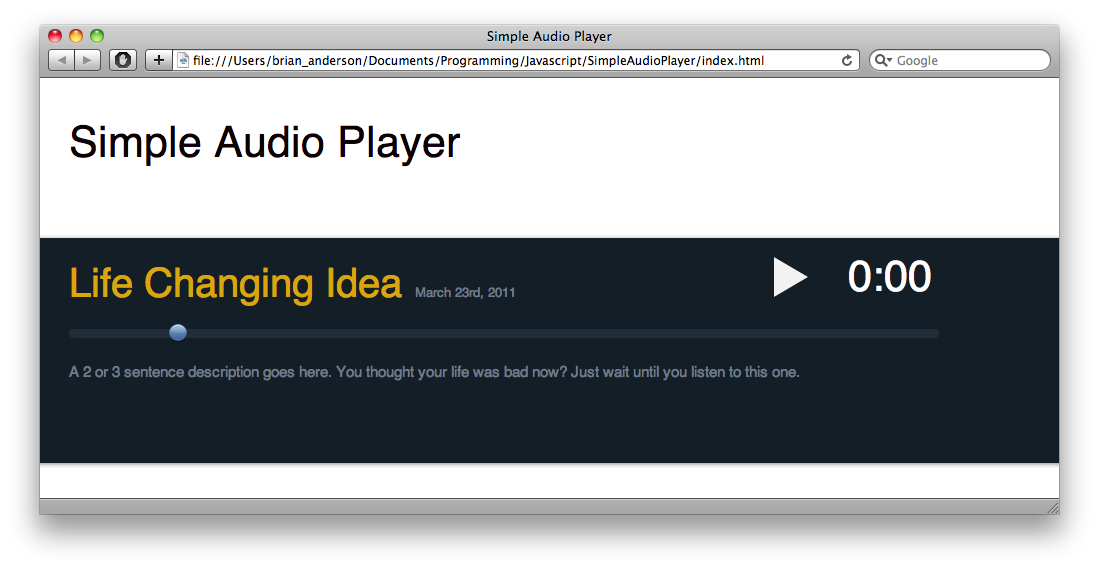 Simple Audio Player
file:///Users/brian_anderson/Documents/Programming/Javascript/SimpleAudioPlayer/index.html
Google
Simple Audio Player
Life Changing Idea March 23rd, 2011
0:00
A 2 or 3 sentence description goes here. You thought your life was bad now? Just wait until you listen to this one.